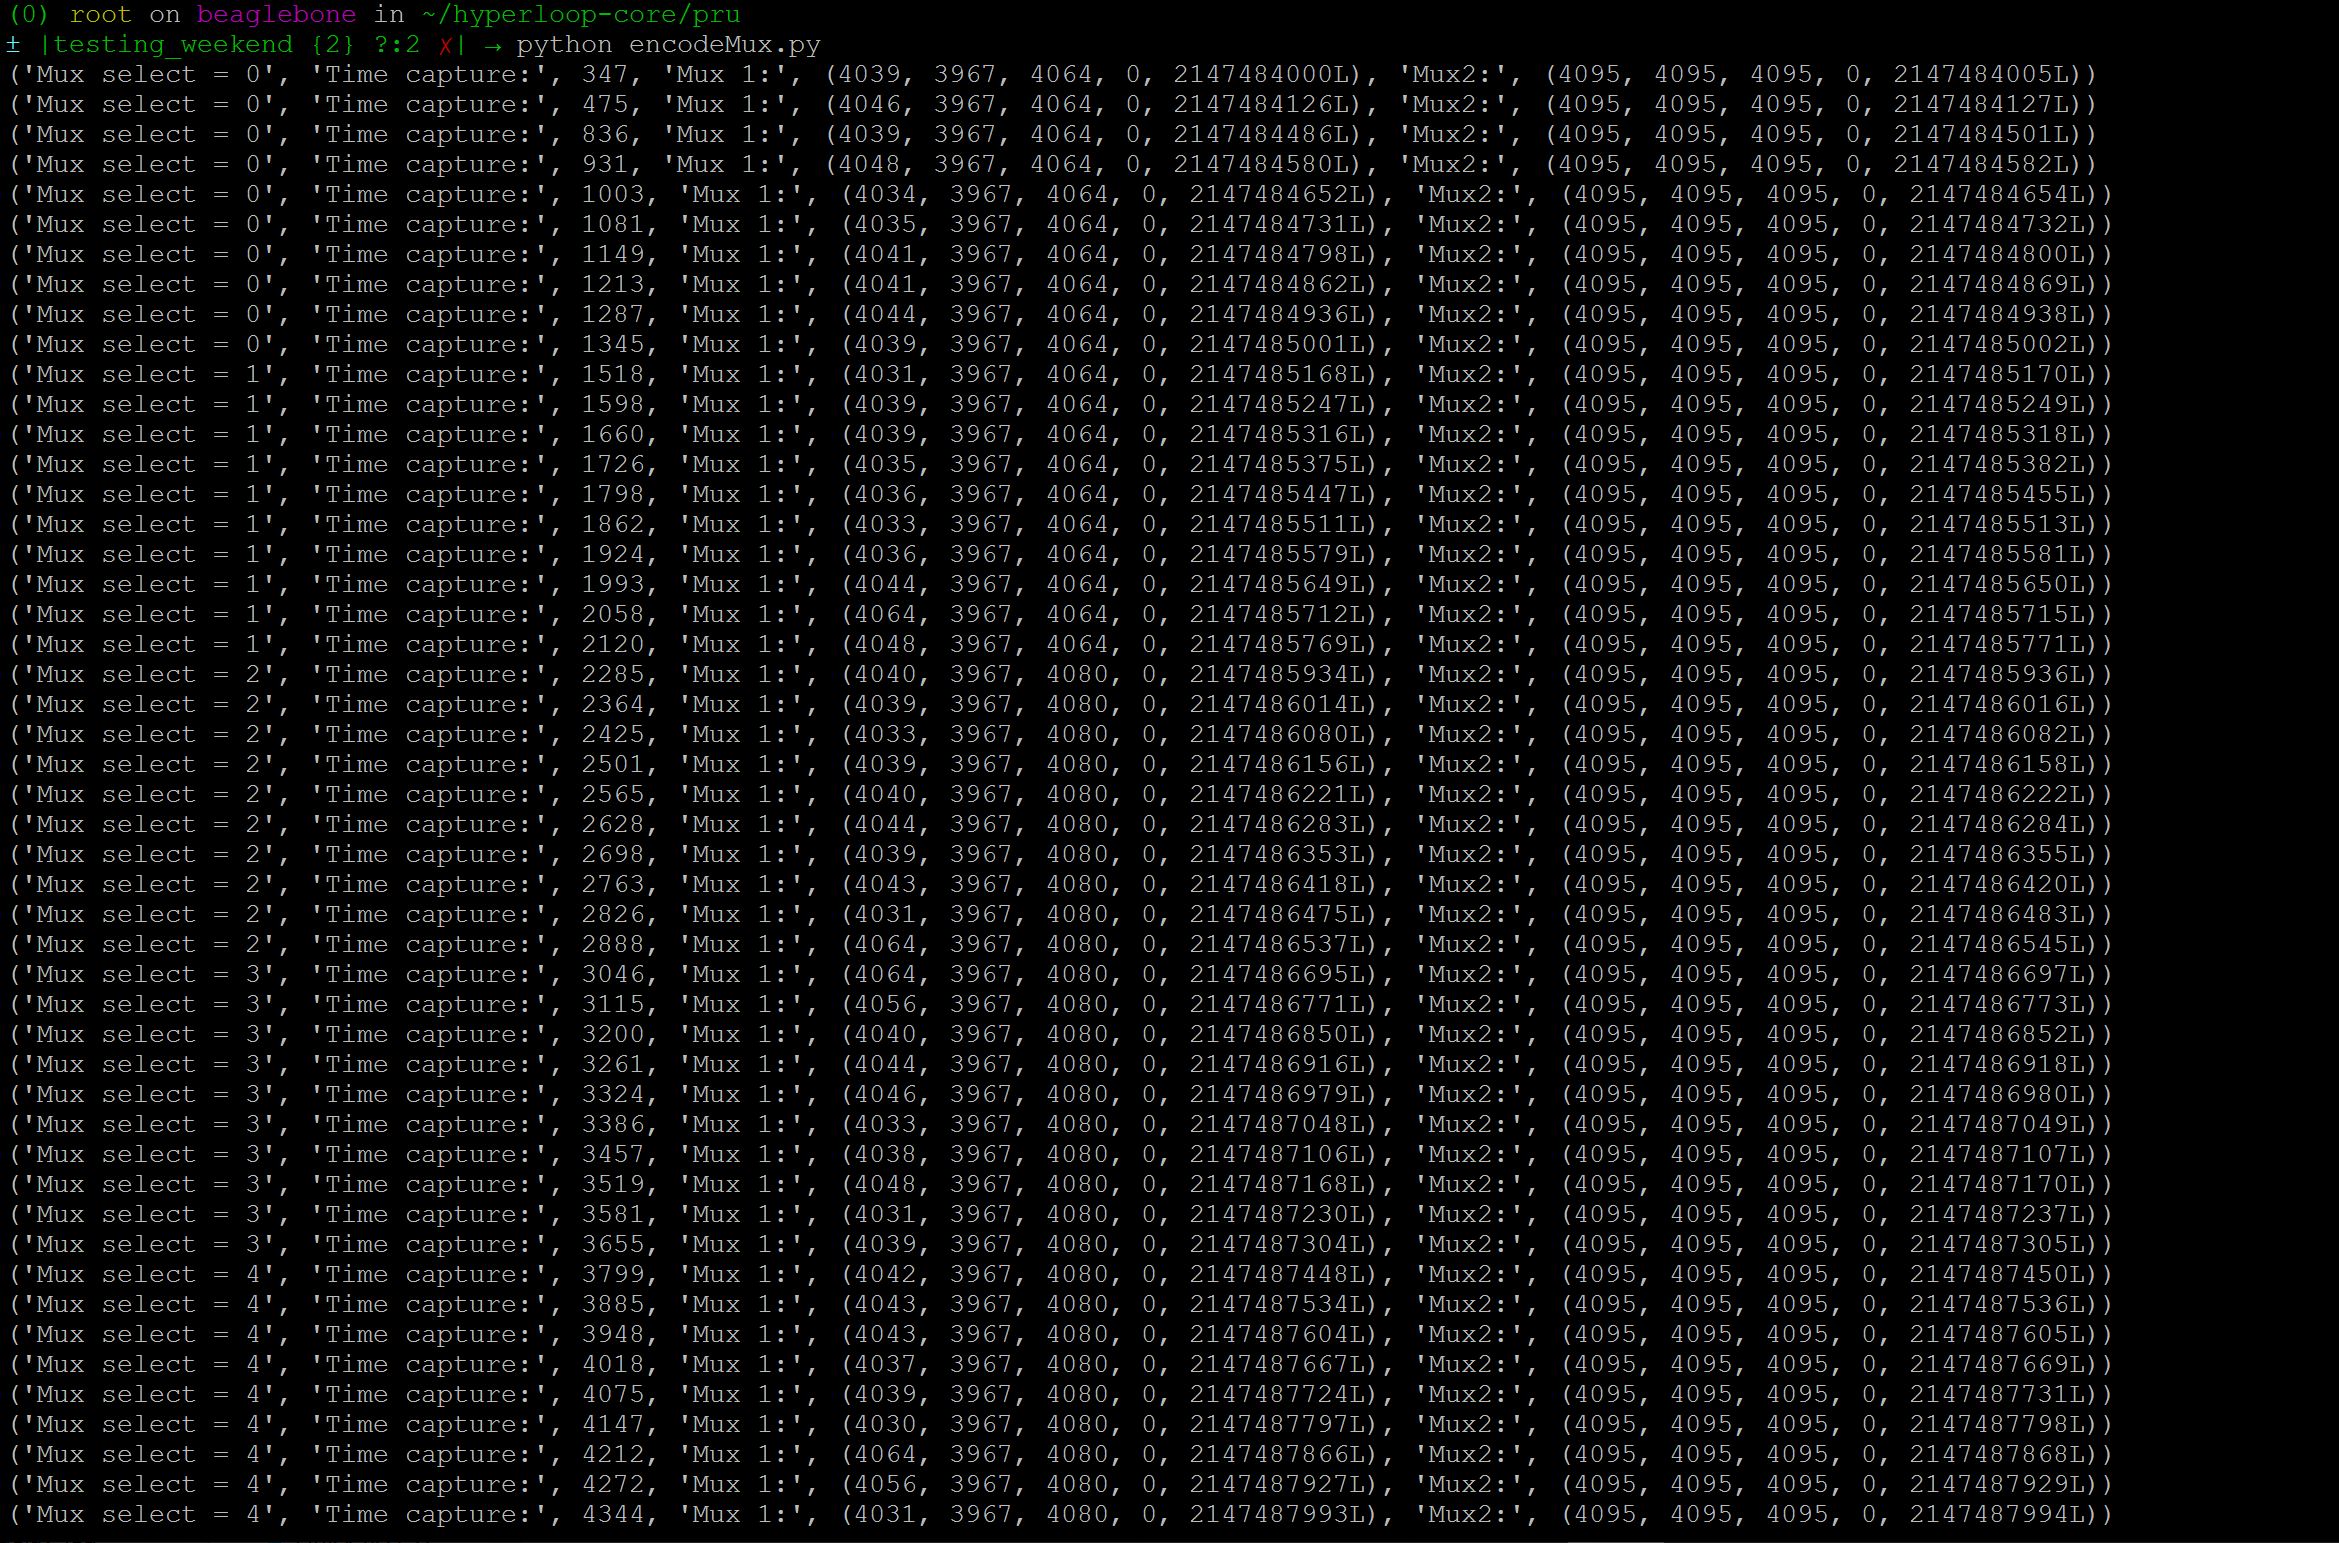 (0) root on beaglebone in ~/hyperloop-core/pru
± |testing_weekend {2} ?:2 ✗| → python encodeMux.py
('Mux select = 0', 'Time capture:', 347, 'Mux 1:', (4039, 3967, 4064, 0, 2147484000L), 'Mux2:', (4095, 4095, 4095, 0, 2147484005L))
('Mux select = 0', 'Time capture:', 475, 'Mux 1:', (4046, 3967, 4064, 0, 2147484126L), 'Mux2:', (4095, 4095, 4095, 0, 2147484127L))
('Mux select = 0', 'Time capture:', 836, 'Mux 1:', (4039, 3967, 4064, 0, 2147484486L), 'Mux2:', (4095, 4095, 4095, 0, 2147484501L))
('Mux select = 0', 'Time capture:', 931, 'Mux 1:', (4048, 3967, 4064, 0, 2147484580L), 'Mux2:', (4095, 4095, 4095, 0, 2147484582L))
('Mux select = 0', 'Time capture:', 1003, 'Mux 1:', (4034, 3967, 4064, 0, 2147484652L), 'Mux2:', (4095, 4095, 4095, 0, 2147484654L))
('Mux select = 0', 'Time capture:', 1081, 'Mux 1:', (4035, 3967, 4064, 0, 2147484731L), 'Mux2:', (4095, 4095, 4095, 0, 2147484732L))
('Mux select = 0', 'Time capture:', 1149, 'Mux 1:', (4041, 3967, 4064, 0, 2147484798L), 'Mux2:', (4095, 4095, 4095, 0, 2147484800L))
('Mux select = 0', 'Time capture:', 1213, 'Mux 1:', (4041, 3967, 4064, 0, 2147484862L), 'Mux2:', (4095, 4095, 4095, 0, 2147484869L))
('Mux select = 0', 'Time capture:', 1287, 'Mux 1:', (4044, 3967, 4064, 0, 2147484936L), 'Mux2:', (4095, 4095, 4095, 0, 2147484938L))
('Mux select = 0', 'Time capture:', 1345, 'Mux 1:', (4039, 3967, 4064, 0, 2147485001L), 'Mux2:', (4095, 4095, 4095, 0, 2147485002L))
('Mux select = 1', 'Time capture:', 1518, 'Mux 1:', (4031, 3967, 4064, 0, 2147485168L), 'Mux2:', (4095, 4095, 4095, 0, 2147485170L))
('Mux select = 1', 'Time capture:', 1598, 'Mux 1:', (4039, 3967, 4064, 0, 2147485247L), 'Mux2:', (4095, 4095, 4095, 0, 2147485249L))
('Mux select = 1', 'Time capture:', 1660, 'Mux 1:', (4039, 3967, 4064, 0, 2147485316L), 'Mux2:', (4095, 4095, 4095, 0, 2147485318L))
('Mux select = 1', 'Time capture:', 1726, 'Mux 1:', (4035, 3967, 4064, 0, 2147485375L), 'Mux2:', (4095, 4095, 4095, 0, 2147485382L))
('Mux select = 1', 'Time capture:', 1798, 'Mux 1:', (4036, 3967, 4064, 0, 2147485447L), 'Mux2:', (4095, 4095, 4095, 0, 2147485455L))
('Mux select = 1', 'Time capture:', 1862, 'Mux 1:', (4033, 3967, 4064, 0, 2147485511L), 'Mux2:', (4095, 4095, 4095, 0, 2147485513L))
('Mux select = 1', 'Time capture:', 1924, 'Mux 1:', (4036, 3967, 4064, 0, 2147485579L), 'Mux2:', (4095, 4095, 4095, 0, 2147485581L))
('Mux select = 1', 'Time capture:', 1993, 'Mux 1:', (4044, 3967, 4064, 0, 2147485649L), 'Mux2:', (4095, 4095, 4095, 0, 2147485650L))
('Mux select = 1', 'Time capture:', 2058, 'Mux 1:', (4064, 3967, 4064, 0, 2147485712L), 'Mux2:', (4095, 4095, 4095, 0, 2147485715L))
('Mux select = 1', 'Time capture:', 2120, 'Mux 1:', (4048, 3967, 4064, 0, 2147485769L), 'Mux2:', (4095, 4095, 4095, 0, 2147485771L))
('Mux select = 2', 'Time capture:', 2285, 'Mux 1:', (4040, 3967, 4080, 0, 2147485934L), 'Mux2:', (4095, 4095, 4095, 0, 2147485936L))
('Mux select = 2', 'Time capture:', 2364, 'Mux 1:', (4039, 3967, 4080, 0, 2147486014L), 'Mux2:', (4095, 4095, 4095, 0, 2147486016L))
('Mux select = 2', 'Time capture:', 2425, 'Mux 1:', (4033, 3967, 4080, 0, 2147486080L), 'Mux2:', (4095, 4095, 4095, 0, 2147486082L))
('Mux select = 2', 'Time capture:', 2501, 'Mux 1:', (4039, 3967, 4080, 0, 2147486156L), 'Mux2:', (4095, 4095, 4095, 0, 2147486158L))
('Mux select = 2', 'Time capture:', 2565, 'Mux 1:', (4040, 3967, 4080, 0, 2147486221L), 'Mux2:', (4095, 4095, 4095, 0, 2147486222L))
('Mux select = 2', 'Time capture:', 2628, 'Mux 1:', (4044, 3967, 4080, 0, 2147486283L), 'Mux2:', (4095, 4095, 4095, 0, 2147486284L))
('Mux select = 2', 'Time capture:', 2698, 'Mux 1:', (4039, 3967, 4080, 0, 2147486353L), 'Mux2:', (4095, 4095, 4095, 0, 2147486355L))
('Mux select = 2', 'Time capture:', 2763, 'Mux 1:', (4043, 3967, 4080, 0, 2147486418L), 'Mux2:', (4095, 4095, 4095, 0, 2147486420L))
('Mux select = 2', 'Time capture:', 2826, 'Mux 1:', (4031, 3967, 4080, 0, 2147486475L), 'Mux2:', (4095, 4095, 4095, 0, 2147486483L))
('Mux select = 2', 'Time capture:', 2888, 'Mux 1:', (4064, 3967, 4080, 0, 2147486537L), 'Mux2:', (4095, 4095, 4095, 0, 2147486545L))
('Mux select = 3', 'Time capture:', 3046, 'Mux 1:', (4064, 3967, 4080, 0, 2147486695L), 'Mux2:', (4095, 4095, 4095, 0, 2147486697L))
('Mux select = 3', 'Time capture:', 3115, 'Mux 1:', (4056, 3967, 4080, 0, 2147486771L), 'Mux2:', (4095, 4095, 4095, 0, 2147486773L))
('Mux select = 3', 'Time capture:', 3200, 'Mux 1:', (4040, 3967, 4080, 0, 2147486850L), 'Mux2:', (4095, 4095, 4095, 0, 2147486852L))
('Mux select = 3', 'Time capture:', 3261, 'Mux 1:', (4044, 3967, 4080, 0, 2147486916L), 'Mux2:', (4095, 4095, 4095, 0, 2147486918L))
('Mux select = 3', 'Time capture:', 3324, 'Mux 1:', (4046, 3967, 4080, 0, 2147486979L), 'Mux2:', (4095, 4095, 4095, 0, 2147486980L))
('Mux select = 3', 'Time capture:', 3386, 'Mux 1:', (4033, 3967, 4080, 0, 2147487048L), 'Mux2:', (4095, 4095, 4095, 0, 2147487049L))
('Mux select = 3', 'Time capture:', 3457, 'Mux 1:', (4038, 3967, 4080, 0, 2147487106L), 'Mux2:', (4095, 4095, 4095, 0, 2147487107L))
('Mux select = 3', 'Time capture:', 3519, 'Mux 1:', (4048, 3967, 4080, 0, 2147487168L), 'Mux2:', (4095, 4095, 4095, 0, 2147487170L))
('Mux select = 3', 'Time capture:', 3581, 'Mux 1:', (4031, 3967, 4080, 0, 2147487230L), 'Mux2:', (4095, 4095, 4095, 0, 2147487237L))
('Mux select = 3', 'Time capture:', 3655, 'Mux 1:', (4039, 3967, 4080, 0, 2147487304L), 'Mux2:', (4095, 4095, 4095, 0, 2147487305L))
('Mux select = 4', 'Time capture:', 3799, 'Mux 1:', (4042, 3967, 4080, 0, 2147487448L), 'Mux2:', (4095, 4095, 4095, 0, 2147487450L))
('Mux select = 4', 'Time capture:', 3885, 'Mux 1:', (4043, 3967, 4080, 0, 2147487534L), 'Mux2:', (4095, 4095, 4095, 0, 2147487536L))
('Mux select = 4', 'Time capture:', 3948, 'Mux 1:', (4043, 3967, 4080, 0, 2147487604L), 'Mux2:', (4095, 4095, 4095, 0, 2147487605L))
('Mux select = 4', 'Time capture:', 4018, 'Mux 1:', (4037, 3967, 4080, 0, 2147487667L), 'Mux2:', (4095, 4095, 4095, 0, 2147487669L))
('Mux select = 4', 'Time capture:', 4075, 'Mux 1:', (4039, 3967, 4080, 0, 2147487724L), 'Mux2:', (4095, 4095, 4095, 0, 2147487731L))
('Mux select = 4', 'Time capture:', 4147, 'Mux 1:', (4030, 3967, 4080, 0, 2147487797L), 'Mux2:', (4095, 4095, 4095, 0, 2147487798L))
('Mux select = 4', 'Time capture:', 4212, 'Mux 1:', (4064, 3967, 4080, 0, 2147487866L), 'Mux2:', (4095, 4095, 4095, 0, 2147487868L))
('Mux select = 4', 'Time capture:', 4272, 'Mux 1:', (4056, 3967, 4080, 0, 2147487927L), 'Mux2:', (4095, 4095, 4095, 0, 2147487929L))
('Mux select = 4', 'Time capture:', 4344, 'Mux 1:', (4031, 3967, 4080, 0, 2147487993L), 'Mux2:', (4095, 4095, 4095, 0, 2147487994L))